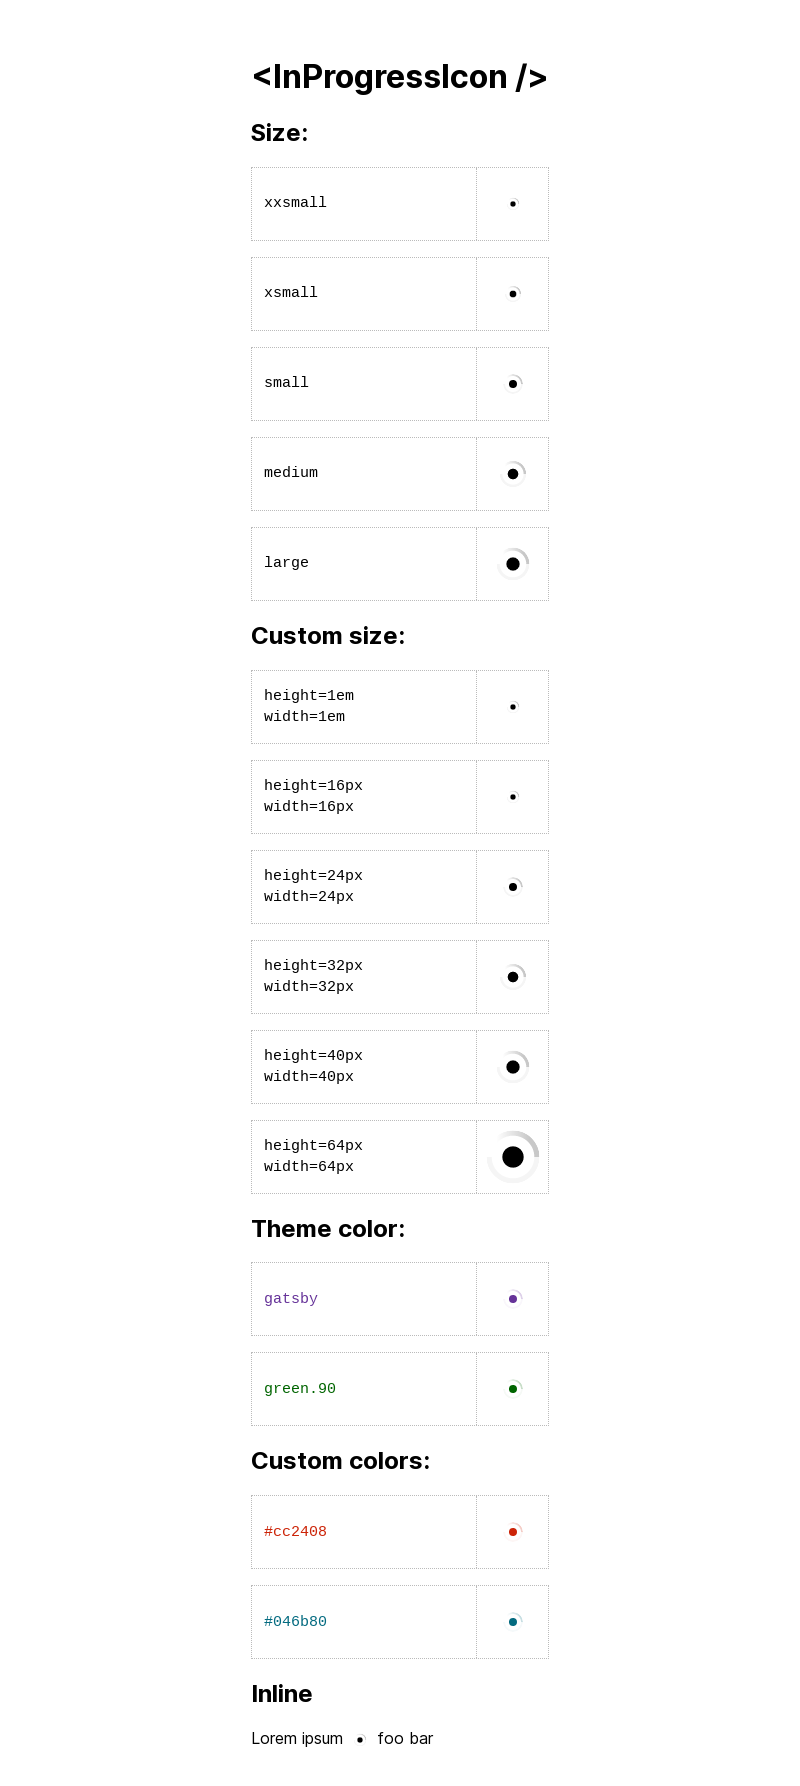 <InProgressIcon />
Size:
xxsmall
xsmall
small
medium
large
Custom size:
height=1em
width=1em
height=16px
width=16px
height=24px
width=24px
height=32px
width=32px
height=40px
width=40px
height=64px
width=64px
Theme color:
gatsby
green.90
Custom colors:
#cc2408
#046b80
Inline
Lorem ipsum foo bar